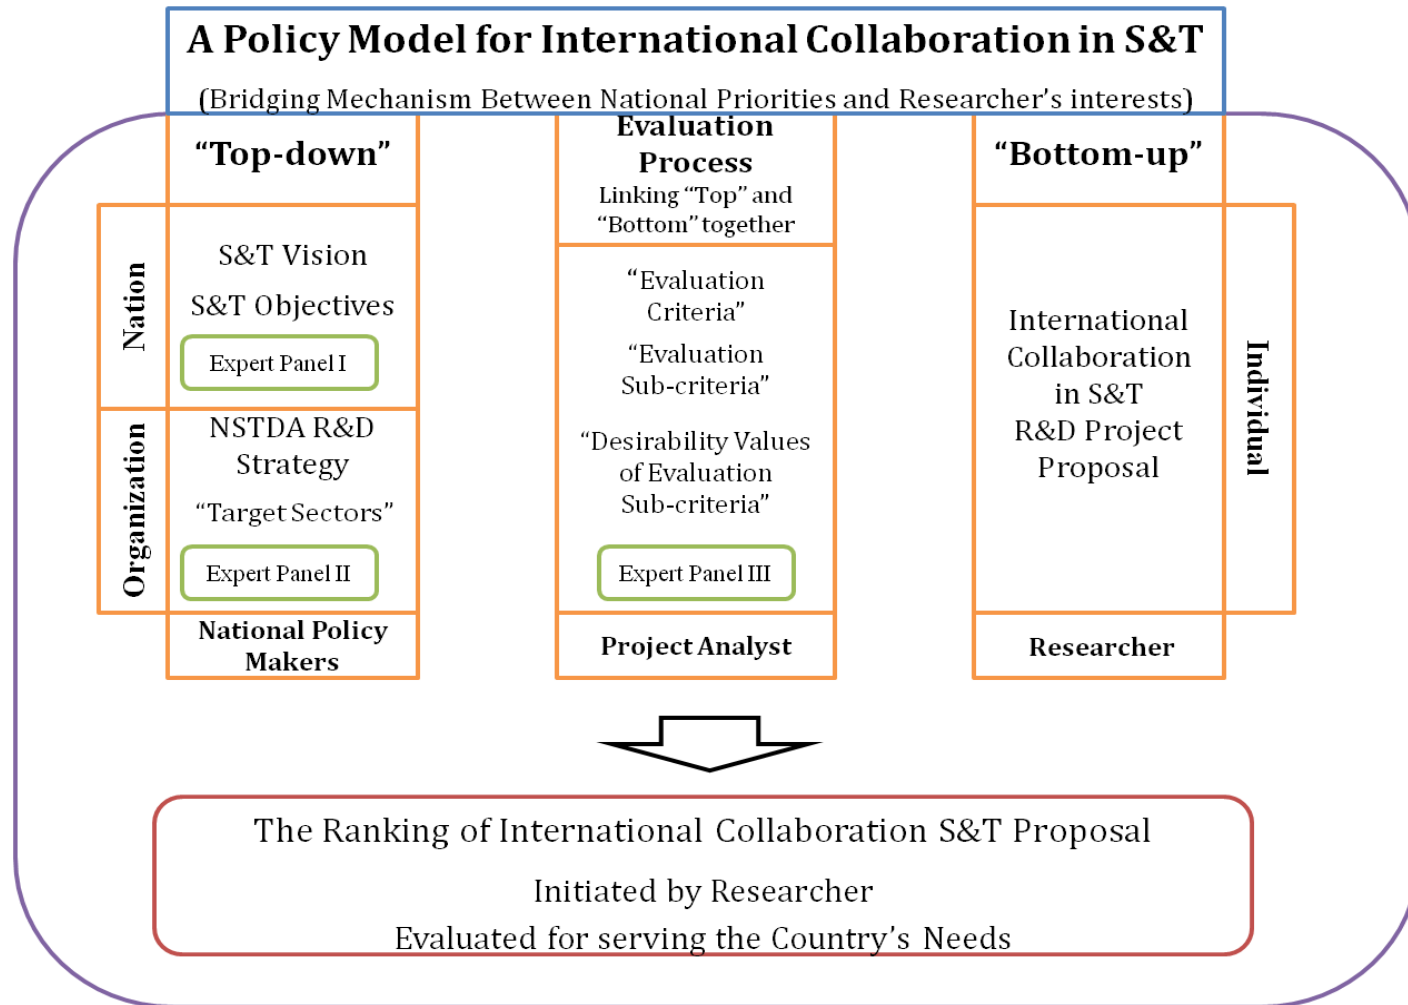 A Policy Model for International Collaboration in S&T
(Bridging Mechanism Between National Priorities and Researcher's interests)
“Top-down”
Nation
S&T Vision
S&T Objectives
Expert Panel I
Organization
NSTDA R&D
Strategy
“Target Sectors”
Expert Panel II
National Policy
Makers
Evaluation
Process
Linking “Top” and
“Bottom” together
“Evaluation
Criteria”
“Evaluation
Sub-criteria”
“Desirability Values
of Evaluation
Sub-criteria”
Expert Panel III
Project Analyst
“Bottom-up”
International
Collaboration
in S&T
R&D Project
Proposal
Individual
Researcher
The Ranking of International Collaboration S&T Proposal
Initiated by Researcher
Evaluated for serving the Country's Needs